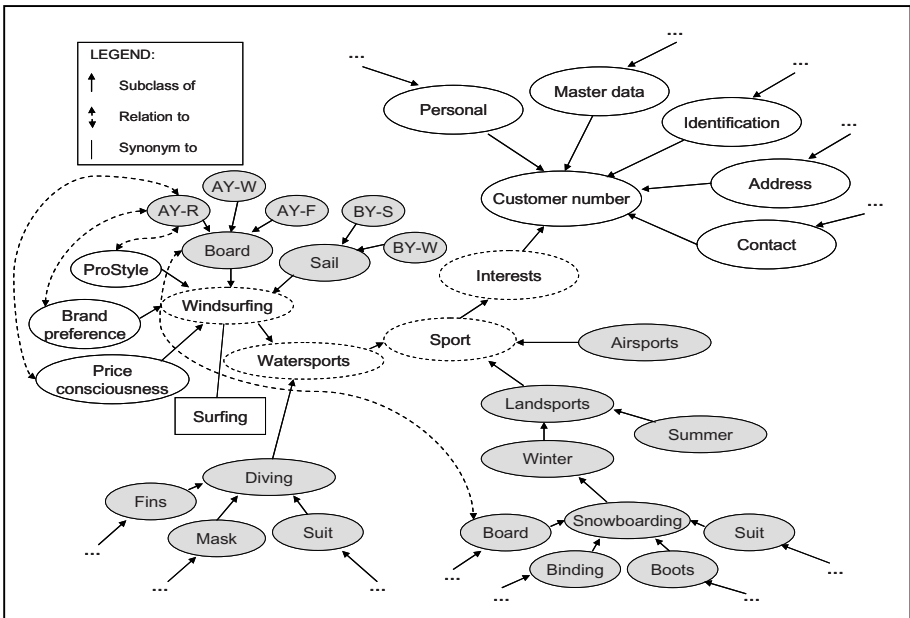 LEGEND:
Subclass of
Relation to
Synonym to
...
...
...
...
...
Personal
Master data
Identification
Address
Contact
Customer number
AY-W
AY-R
AY-F
BY-S
BY-W
Board
Sail
ProStyle
Interests
Windsurfing
Brand
preference
Sport
Airsports
Watersports
Price
consciousness
Surfing
Landsports
Summer
Winter
Diving
Fins
Mask
Suit
Board
Snowboarding
Suit
Binding
Boots
...
...
...
...
...
...
...